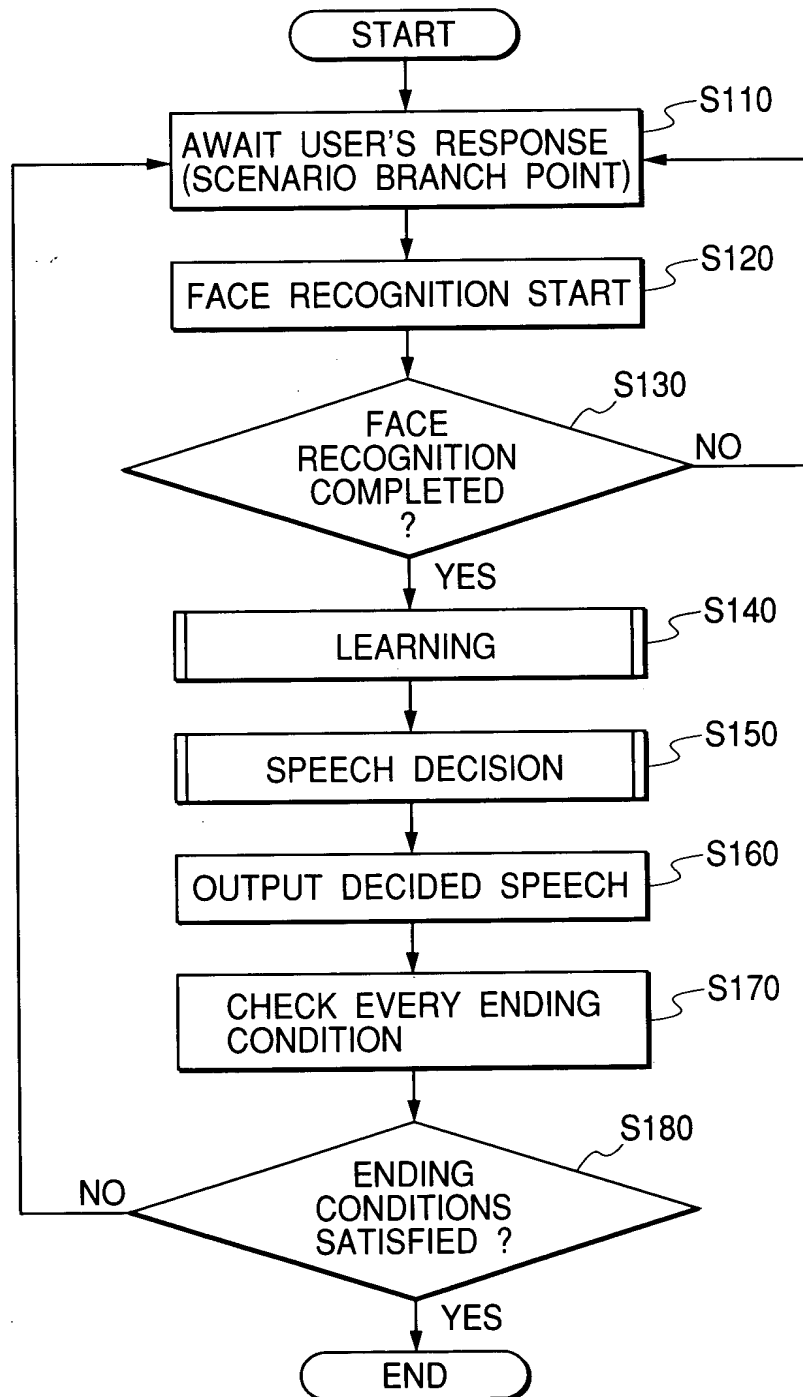 START
S110
AWAIT USER'S RESPONSE
(SCENARIO BRANCH POINT)
S120
FACE RECOGNITION START
S130
FACE
RECOGNITION
COMPLETED
?
NO
YES
S140
LEARNING
S150
SPEECH DECISION
S160
OUTPUT DECIDED SPEECH
S170
CHECK EVERY ENDING
CONDITION
S180
ENDING
CONDITIONS
SATISFIED ?
NO
YES
END